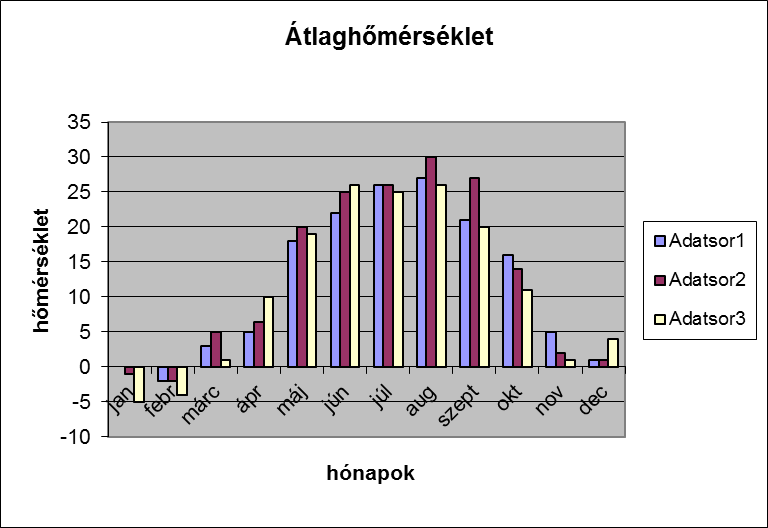 Átlaghőmérséklet
35
30
25
20
15
10
5
0
-5
-10
hőmérséklet
jan
febr
márc
ápr
máj
jún
júl
aug
szept
okt
nov
dec
hónapok
Adatsor1
Adatsor2
Adatsor3